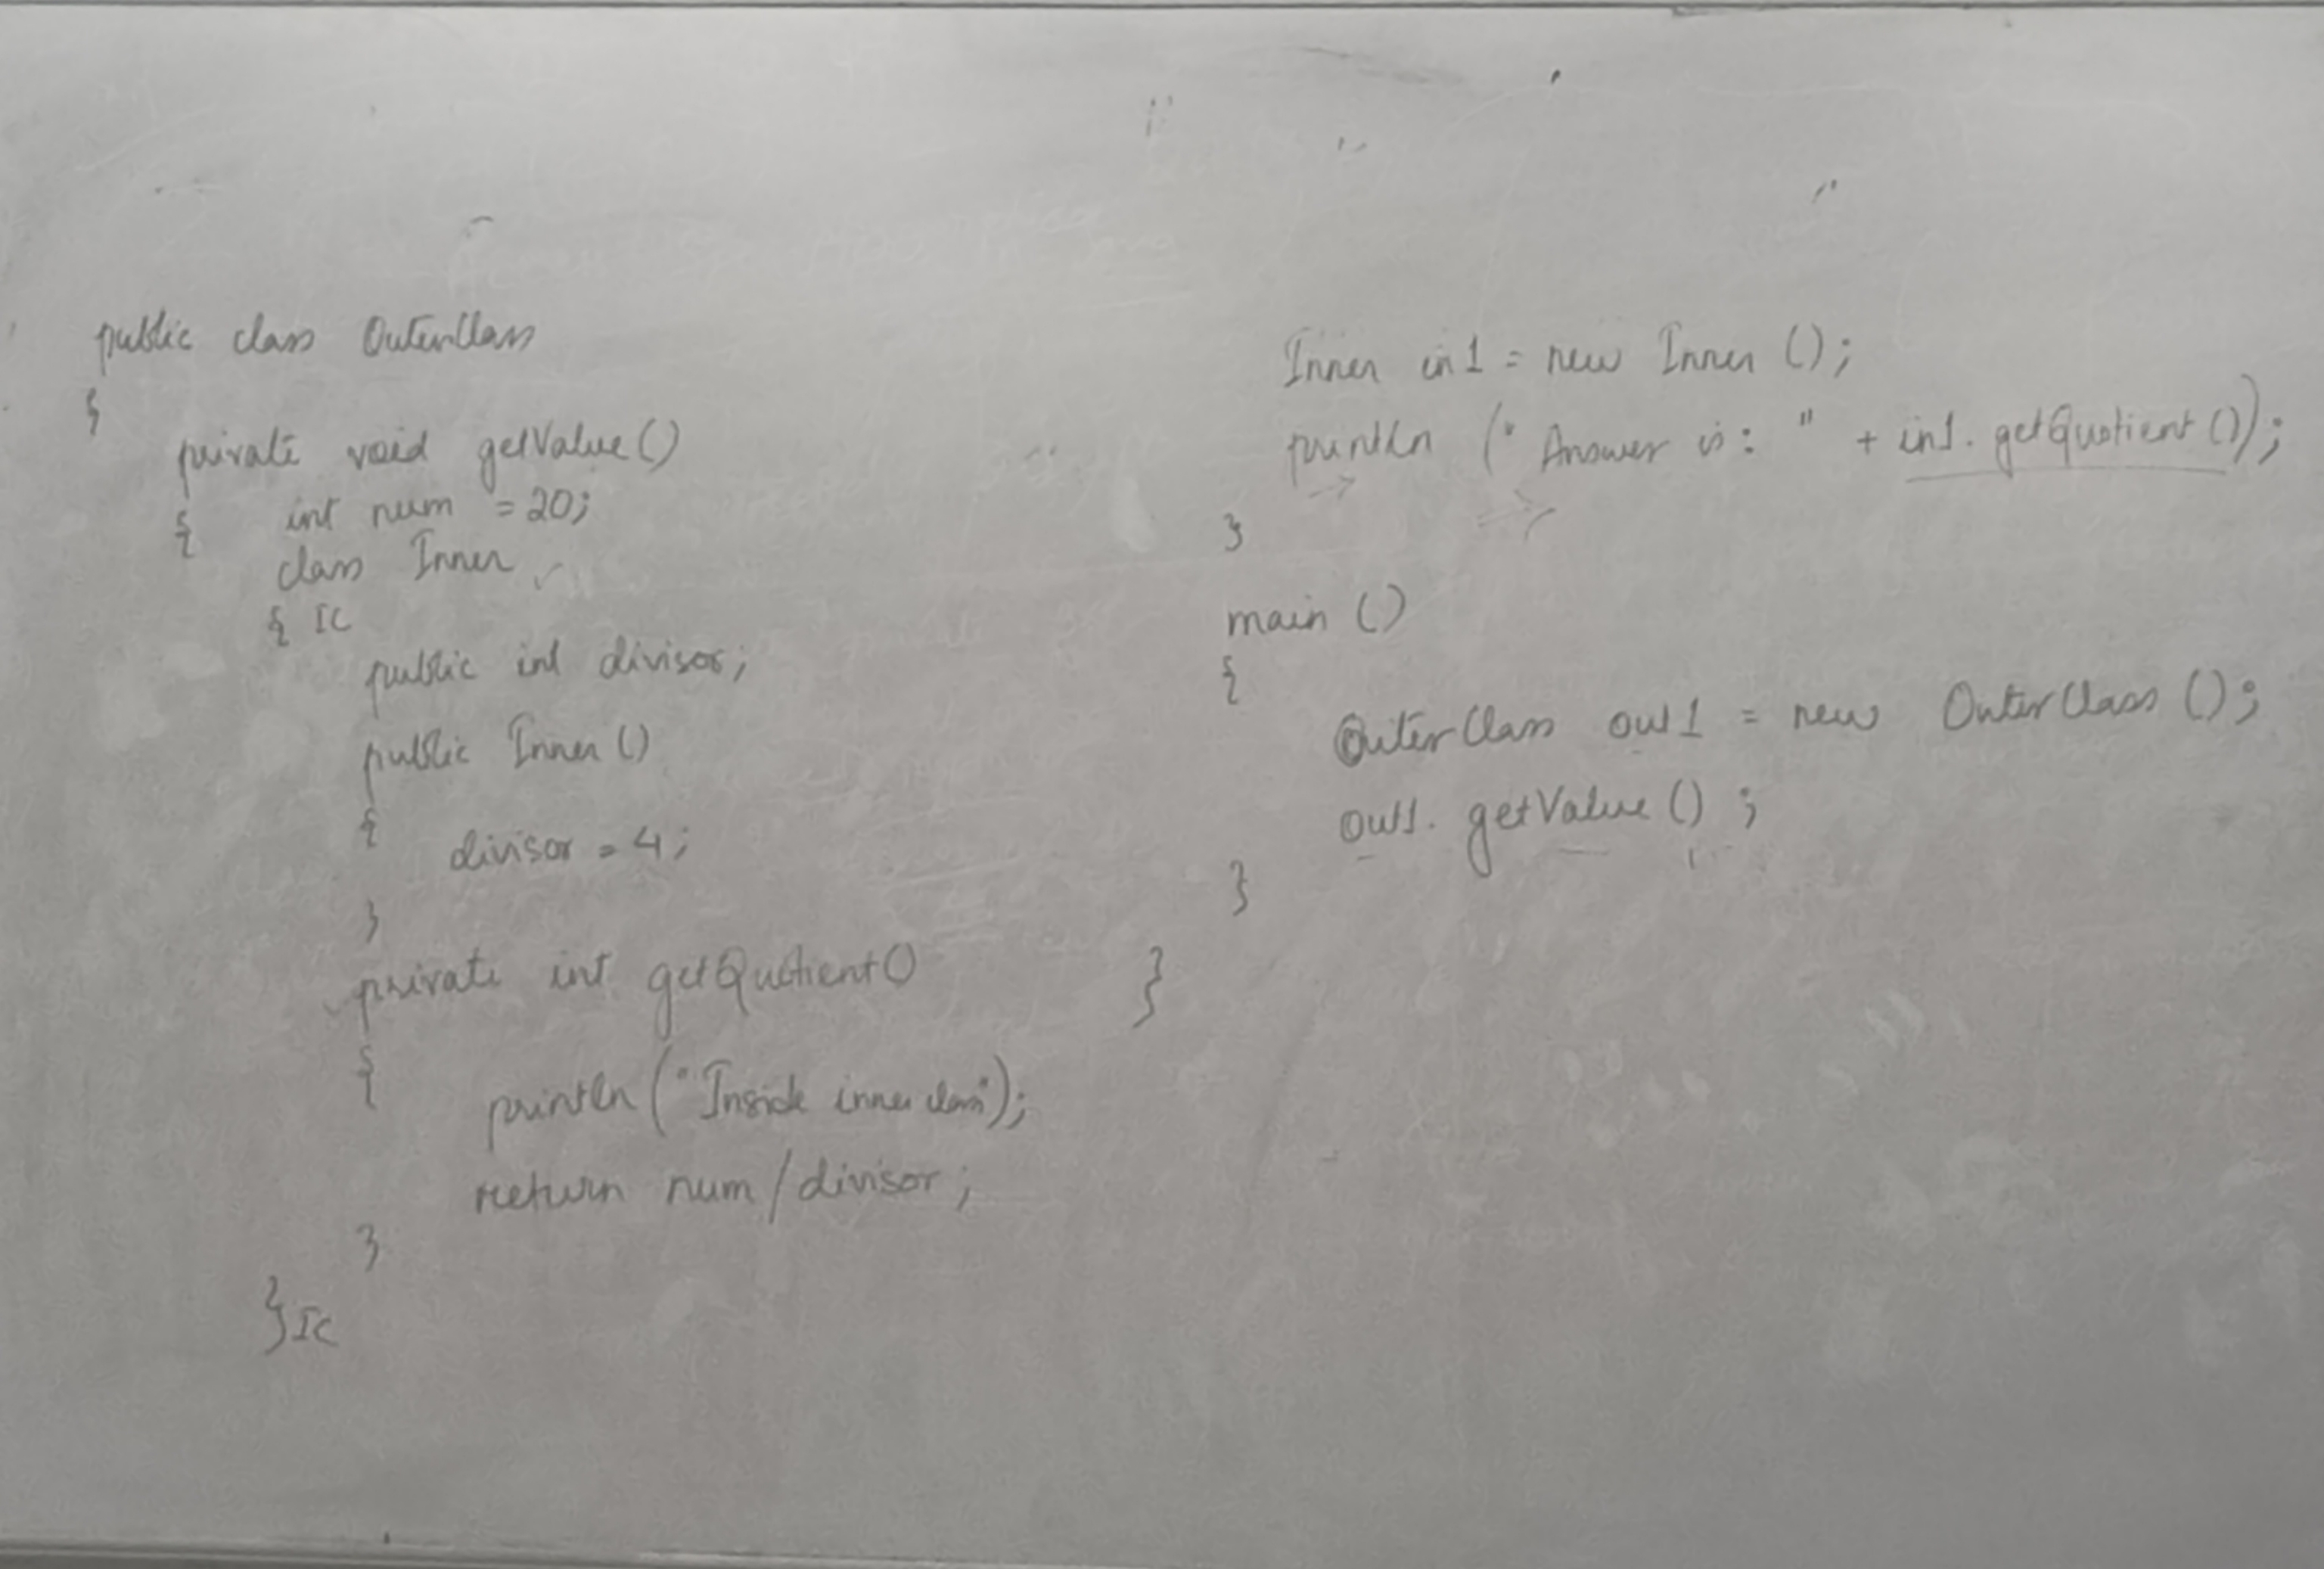 public class OuterClass
{
private void getValue()
{ int num = 20;
class Inner
{ IC
public int divisor;
public Inner()
{
divisor = 4;
}
private int getQuotient()
{
println("Inside inner class");
return num/divisor;
}
}IC
Inner in1 = new Inner ();
println (" Answer is: " + in1. getQuotient ());
}
main ()
{
OuterClass out1 = new OuterClass ();
out1. getValue () ;
}
}